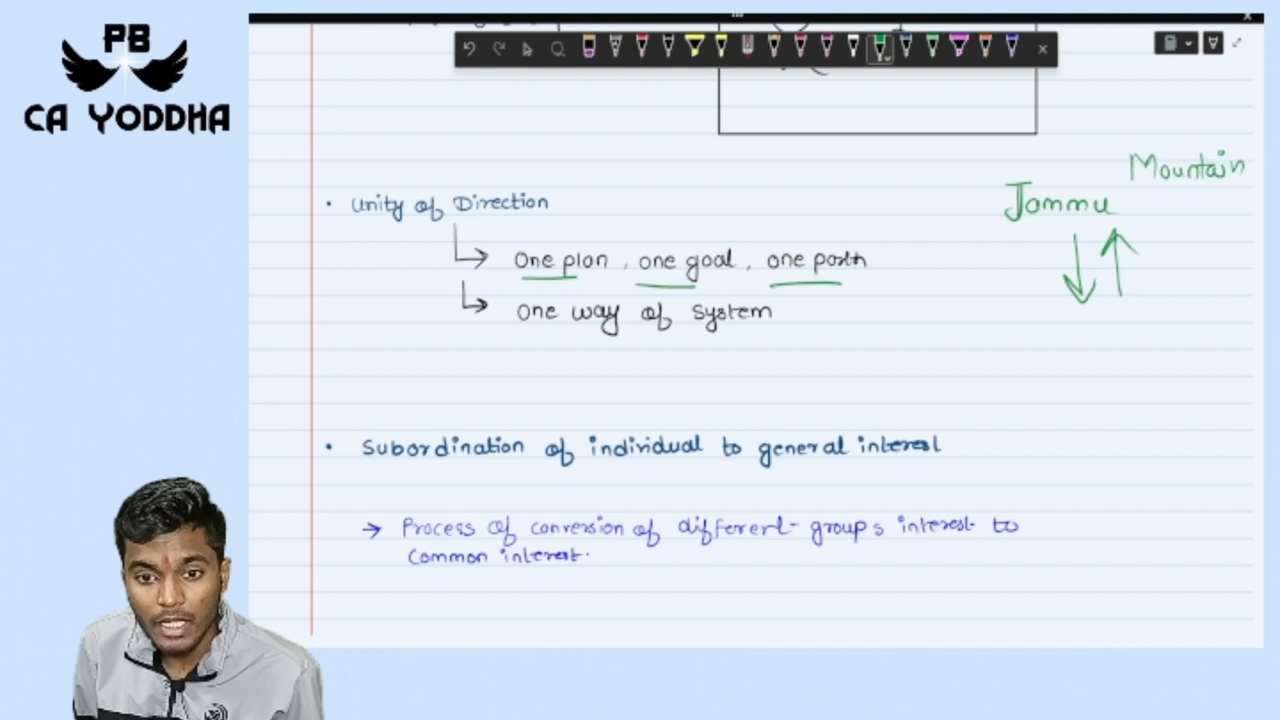 PB
CA YODDHA
Mountain
Jammu
• Unity of Direction
One plan, one goal, one path
One way of system
• Subordination of individual to general interest
→ Process of conversion of different groups interest to
Common interest.